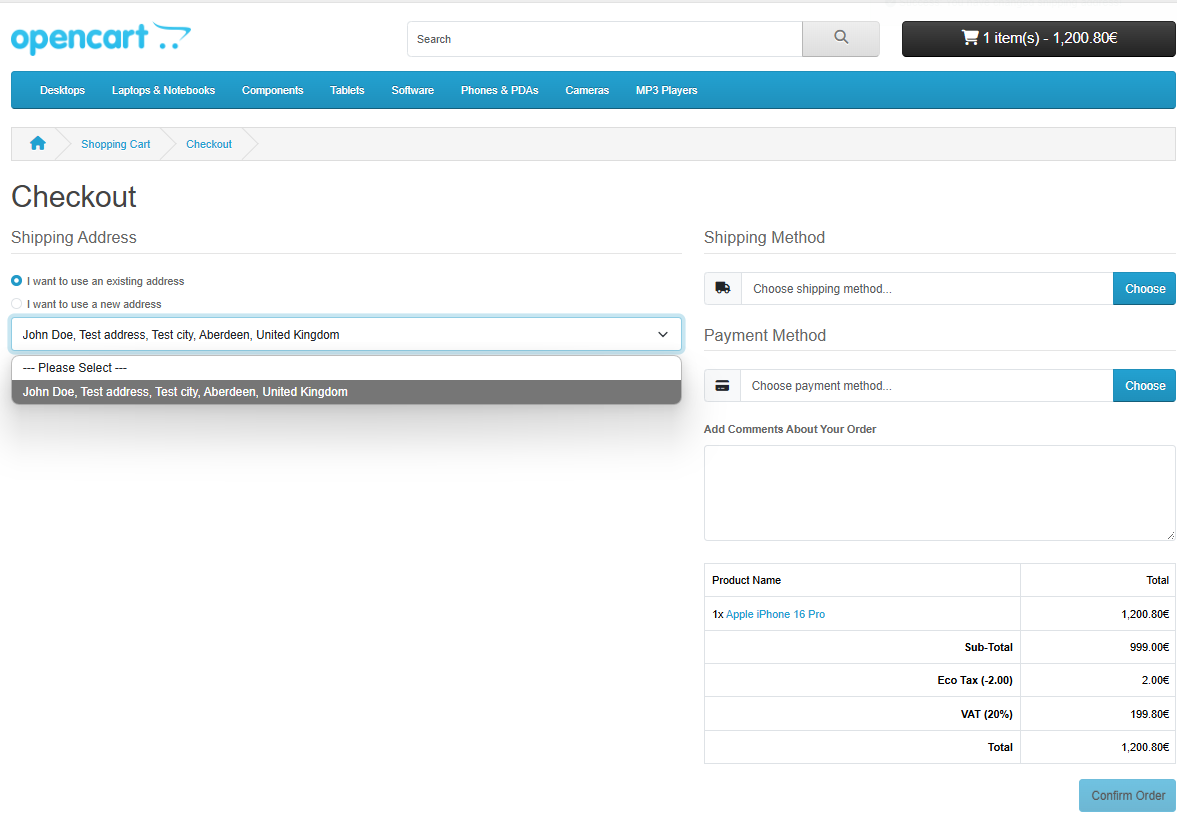 opencart
Search
1 item(s) - 1,200.80€
Desktops Laptops & Notebooks Components Tablets Software Phones & PDAs Cameras MP3 Players
Shopping Cart Checkout
Checkout
Shipping Address
I want to use an existing address
I want to use a new address
John Doe, Test address, Test city, Aberdeen, United Kingdom
--- Please Select ---
John Doe, Test address, Test city, Aberdeen, United Kingdom
Shipping Method
Choose shipping method... Choose
Payment Method
Choose payment method... Choose
Add Comments About Your Order
Product Name Total
1x Apple iPhone 16 Pro 1,200.80€
Sub-Total 999.00€
Eco Tax (-2.00) 2.00€
VAT (20%) 199.80€
Total 1,200.80€
Confirm Order